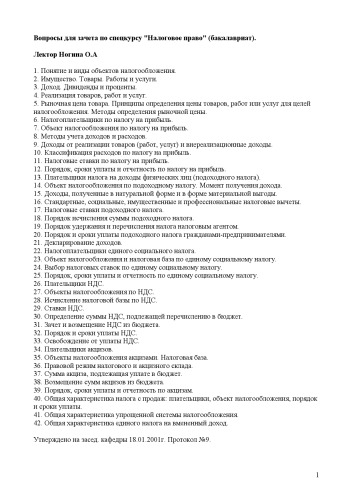 Вопросы для зачета по спецкурсу "Налоговое право" (бакалавриат).
Лектор Ногина О.А
1. Понятие и виды объектов налогообложения.
2. Имущество. Товары. Работы и услуги.
3. Доход. Дивиденды и проценты.
4. Реализация товаров, работ и услуг.
5. Рыночная цена товара. Принципы определения цены товаров, работ или услуг для целей
налогообложения. Методы определения рыночной цены.
6. Налогоплательщики по налогу на прибыль.
7. Объект налогообложения по налогу на прибыль.
8. Методы учета доходов и расходов.
9. Доходы от реализации товаров (работ, услуг) и внереализационные доходы.
10. Классификация расходов по налогу на прибыль.
11. Налоговые ставки по налогу на прибыль.
12. Порядок, сроки уплаты и отчетность по налогу на прибыль.
13. Плательщики налога на доходы физических лиц (подоходного налога).
14. Объект налогообложения по подоходному налогу. Момент получения дохода.
15. Доходы, полученные в натуральной форме и в форме материальной выгоды.
16. Стандартные, социальные, имущественные и профессиональные налоговые вычеты.
17. Налоговые ставки подоходного налога.
18. Порядок исчисления суммы подоходного налога.
19. Порядок удержания и перечисления налога налоговым агентом.
20. Порядок и сроки уплаты подоходного налога гражданами-предпринимателями.
21. Декларирование доходов.
22. Налогоплательщики единого социального налога.
23. Объект налогообложения и налоговая база по единому социальному налогу.
24. Выбор налоговых ставок по единому социальному налогу.
25. Порядок, сроки уплаты и отчетность по единому социальному налогу.
26. Плательщики НДС.
27. Объекты налогообложения по НДС.
28. Исчисление налоговой базы по НДС.
29. Ставки НДС.
30. Определение суммы НДС, подлежащей перечислению в бюджет.
31. Зачет и возмещение НДС из бюджета.
32. Порядок и сроки уплаты НДС.
33. Освобождение от уплаты НДС.
34. Плательщики акцизов.
35. Объекты налогообложения акцизами. Налоговая база.
36. Правовой режим налогового и акцизного склада.
37. Сумма акциза, подлежащая уплате в бюджет.
38. Возмещение сумм акцизов из бюджета.
39. Порядок, сроки уплаты и отчетность по акцизам.
40. Общая характеристика налога с продаж: плательщики, объект налогообложения, порядок
и сроки уплаты.
41. Общая характеристика упрощенной системы налогообложения.
42. Общая характеристика единого налога на вмененный доход.
Утверждено на засед. кафедры 18.01.2001г. Протокол №9.
1